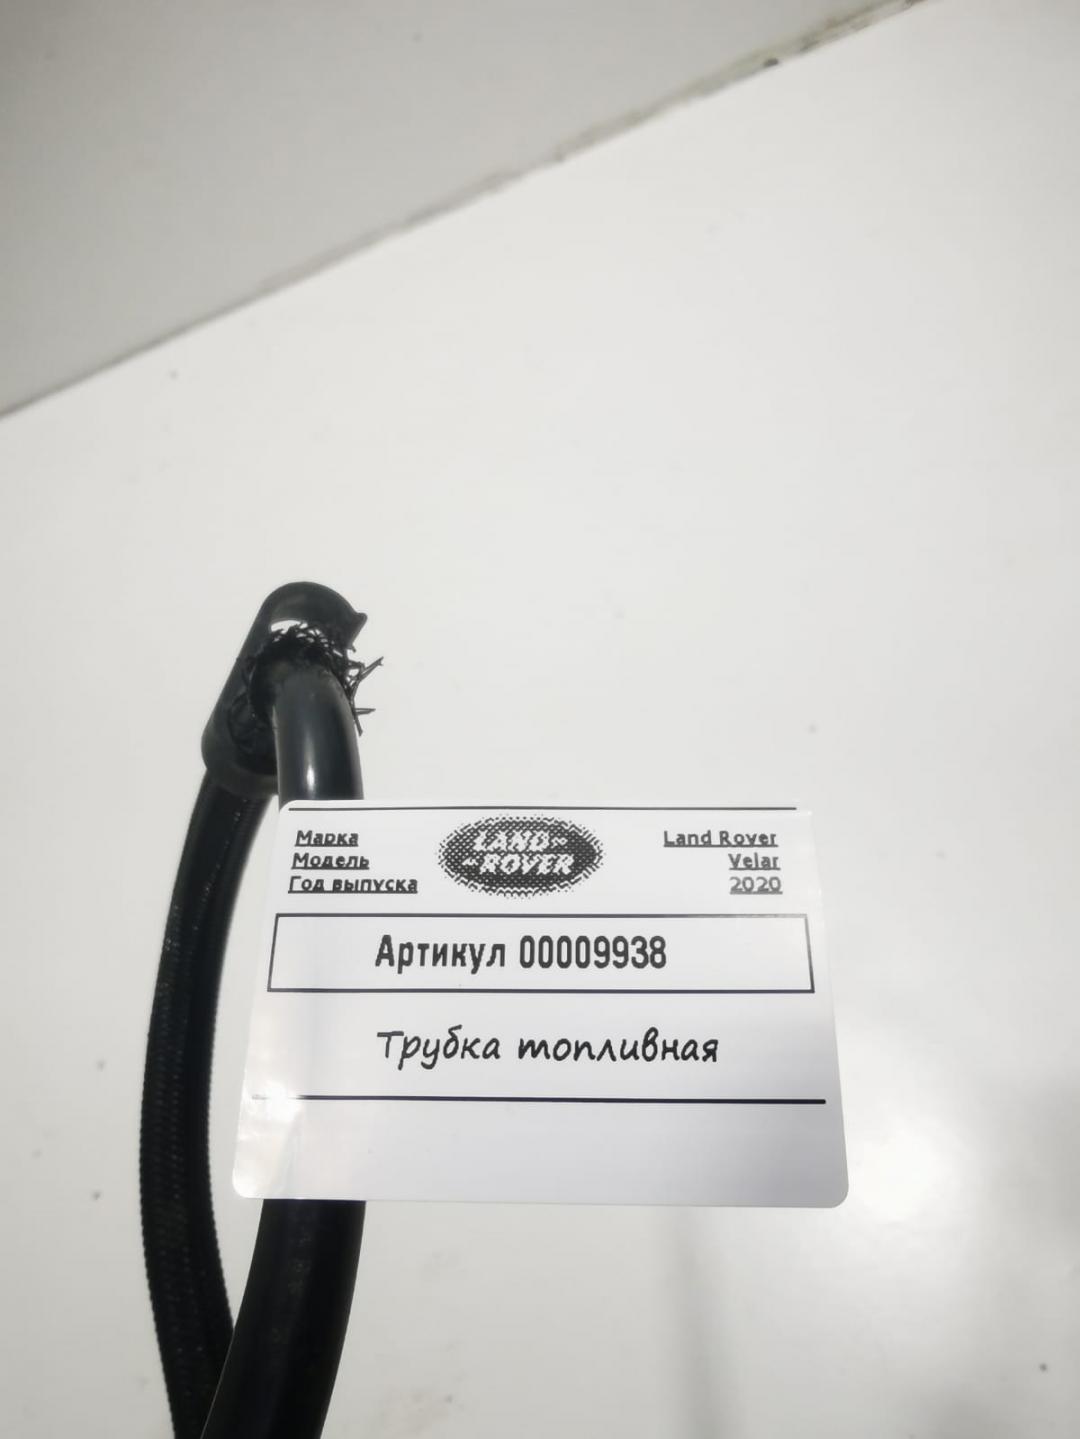 Марка
Модель
Год выпуска
LAND
ROVER
Land Rover
Velar
2020
Артикул 00009938
Трубка топливная